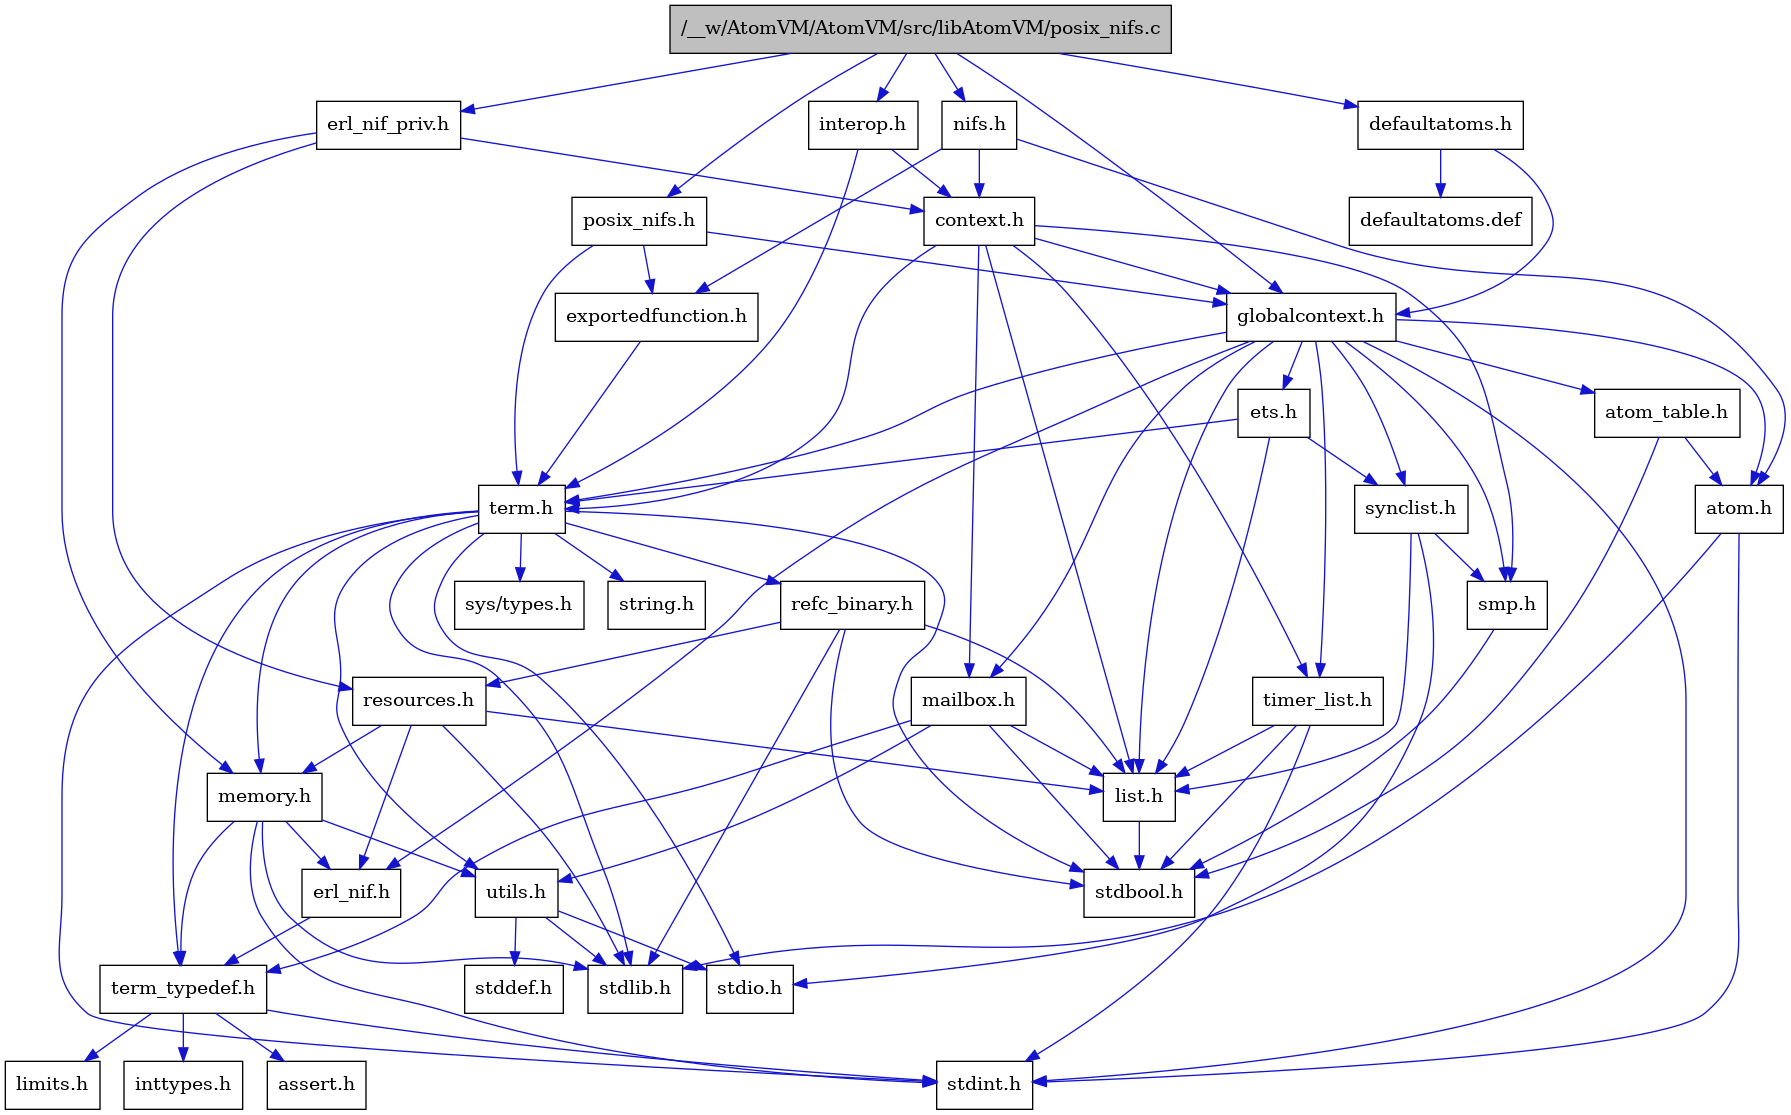 /__w/AtomVM/AtomVM/src/libAtomVM/posix_nifs.c
erl_nif_priv.h
interop.h
nifs.h
defaultatoms.h
posix_nifs.h
context.h
defaultatoms.def
exportedfunction.h
globalcontext.h
ets.h
atom_table.h
term.h
synclist.h
atom.h
sys/types.h
string.h
refc_binary.h
smp.h
resources.h
mailbox.h
timer_list.h
memory.h
list.h
erl_nif.h
utils.h
stdbool.h
term_typedef.h
stddef.h
stdlib.h
stdio.h
limits.h
inttypes.h
assert.h
stdint.h